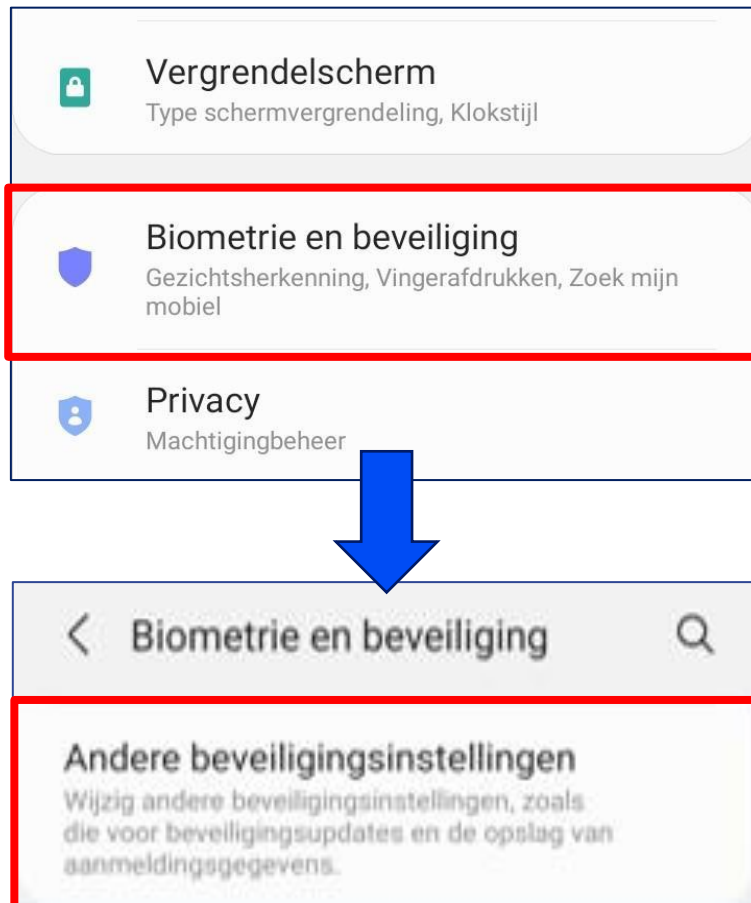 Vergrendelscherm
Type schermvergrendeling, Klokstijl
Biometrie en beveiliging
Gezichtsherkenning, Vingerafdrukken, Zoek mijn
mobiel
Privacy
Machtigingbeheer
Biometrie en beveiliging
Andere beveiligingsinstellingen
Wijzig andere beveiligingsinstellingen, zoals
die voor beveiligingsupdates en de opslag van
aanmeldingsgegevens.